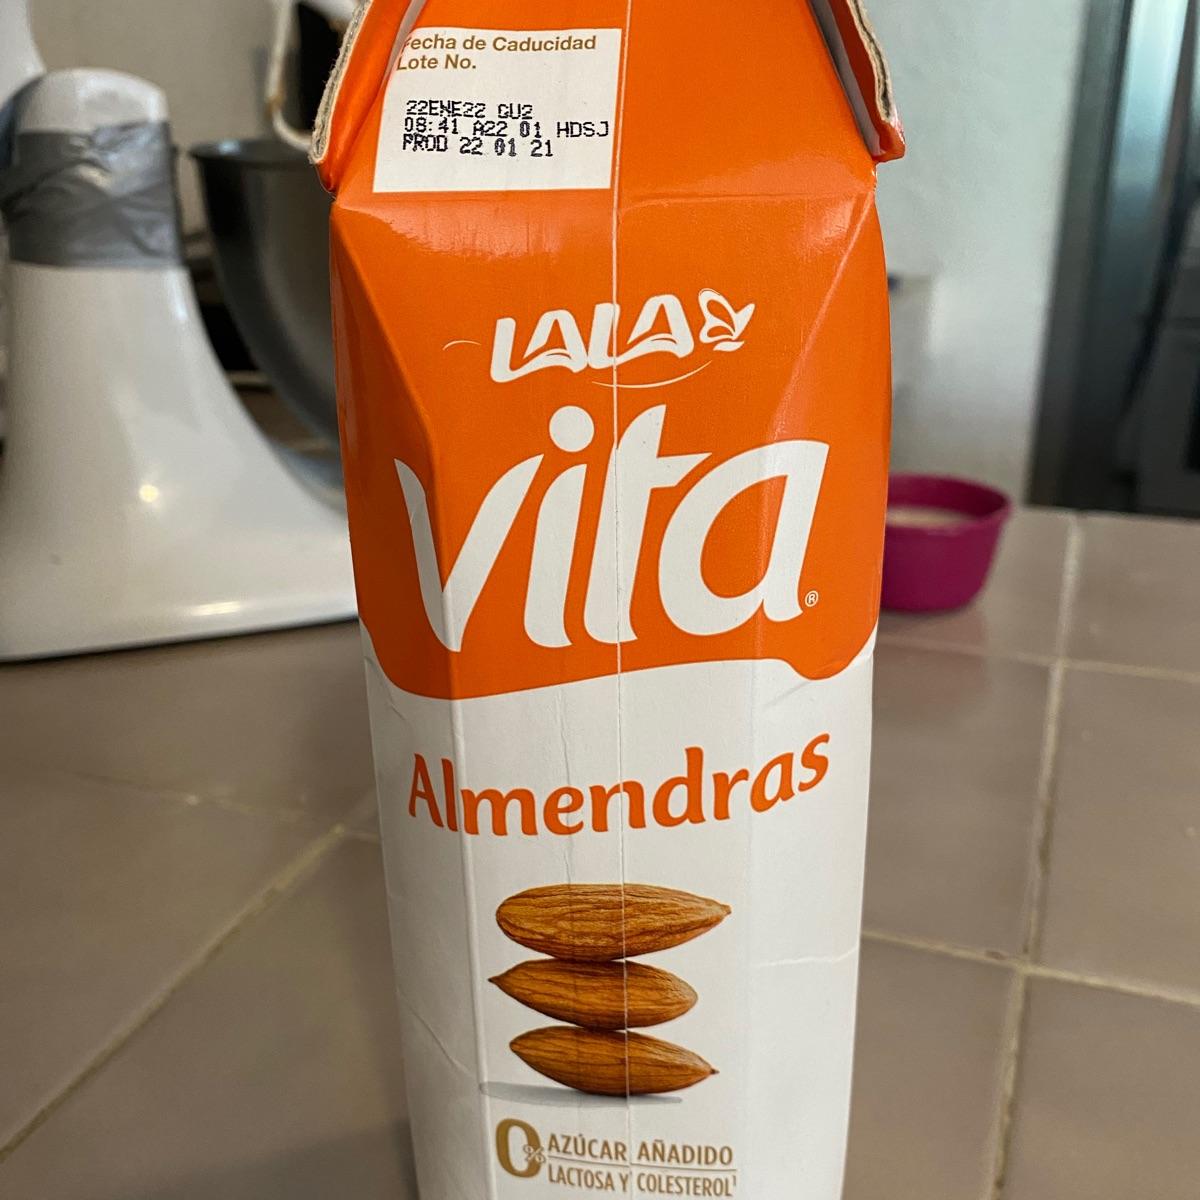 Fecha de Caducidad
Lote No.
22ENE22 GU2
08:41 A22 01 HDSJ
PROD 22 01 21
LALA
vita®
Almendras
0% AZÚCAR AÑADIDO
LACTOSA Y COLESTEROL¹